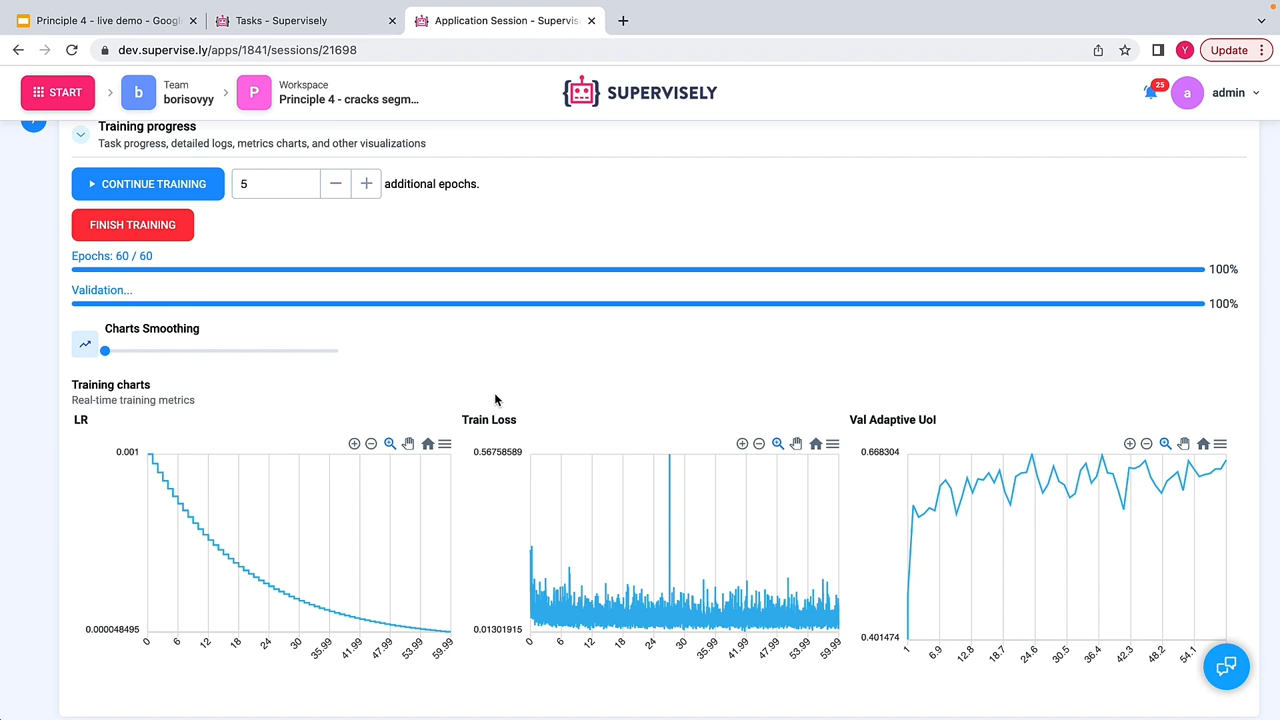 Principle 4 - live demo - Googl
Tasks - Supervisely
Application Session - Supervis
dev.supervise.ly/apps/1841/sessions/21698
Y
Update
START
b
Team
borisovyy
P
Workspace
Principle 4 - cracks segm...
SUPERVISELY
25
a
admin
Training progress
Task progress, detailed logs, metrics charts, and other visualizations
CONTINUE TRAINING
5
additional epochs.
FINISH TRAINING
Epochs: 60 / 60
100%
Validation...
100%
Charts Smoothing
Training charts
Real-time training metrics
LR
0.001
0.000048495
0 6 12 18 24 30 35.99 41.99 47.99 53.99 59.99
Train Loss
0.56758589
0.01301915
0 6 12 18 24 30 35.99 41.99 47.99 53.99 59.99
Val Adaptive UoI
0.668304
0.401474
1 6.9 12.8 18.7 24.6 30.5 36.4 42.3 48.2 54.1